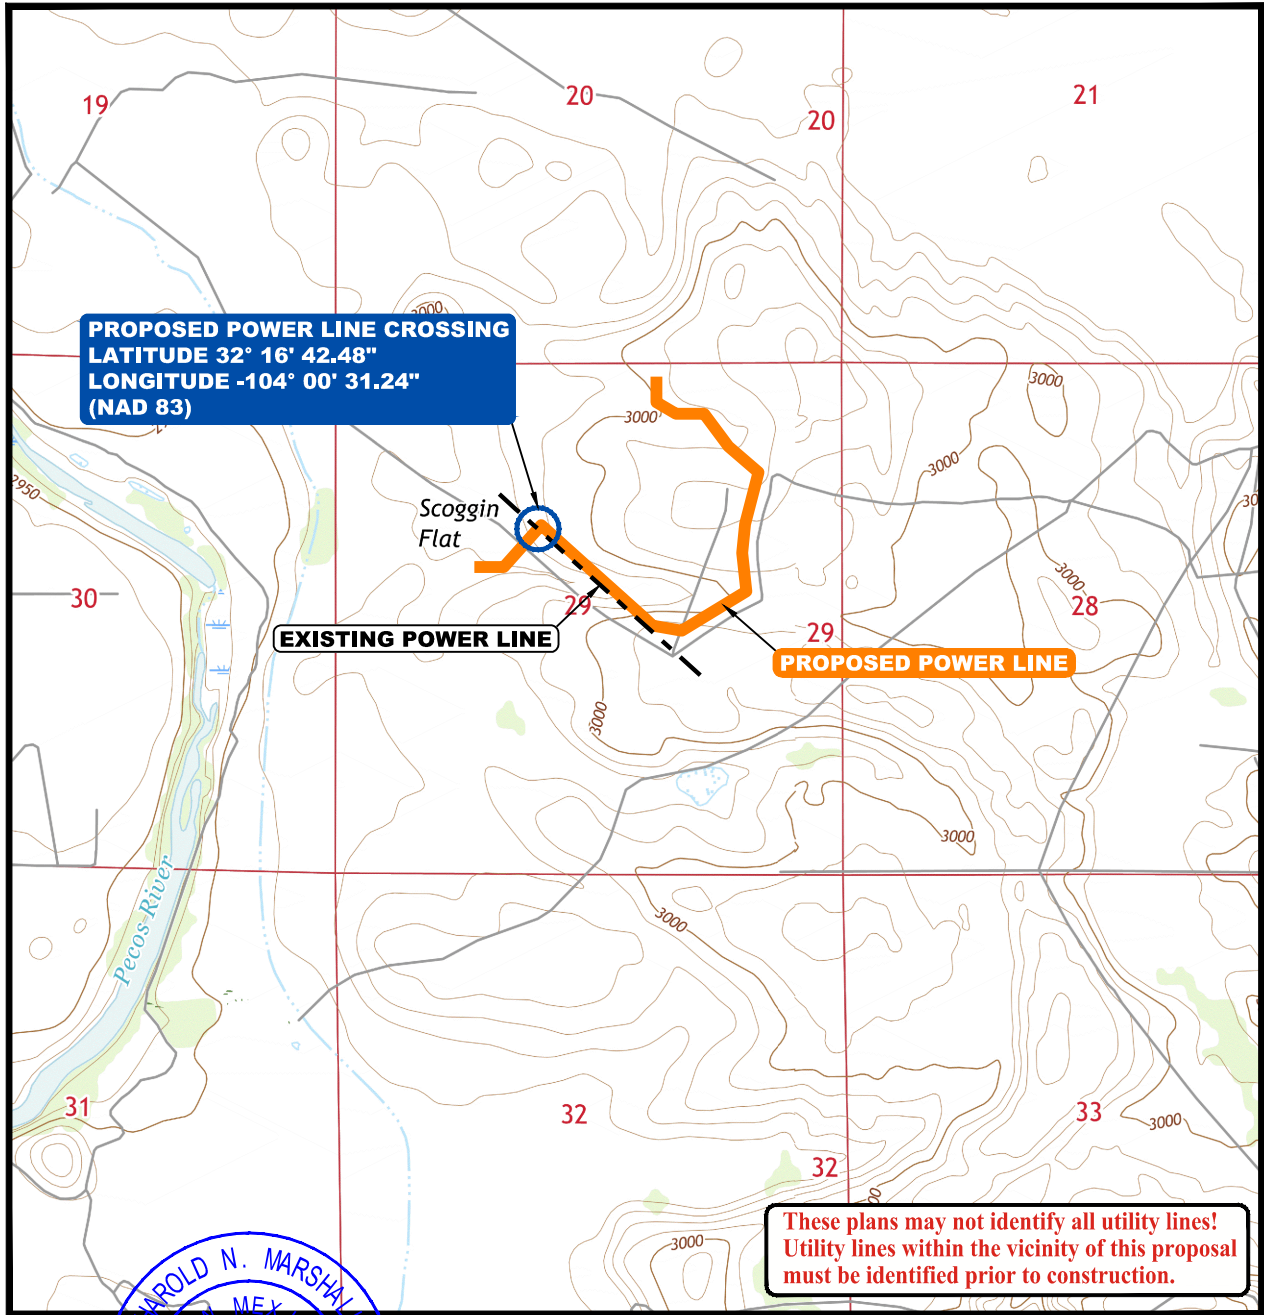 19
20
20
21
3000
PROPOSED POWER LINE CROSSING
LATITUDE 32° 16' 42.48"
LONGITUDE -104° 00' 31.24"
(NAD 83)
3000
3000
3000
2950
Scoggin
Flat
3000
30
29
28
29
EXISTING POWER LINE
PROPOSED POWER LINE
3000
3000
Pecos River
3000
31
32
33
3000
32
These plans may not identify all utility lines!
Utility lines within the vicinity of this proposal
must be identified prior to construction.
3000
HAROLD N. MARSHALL
MEX